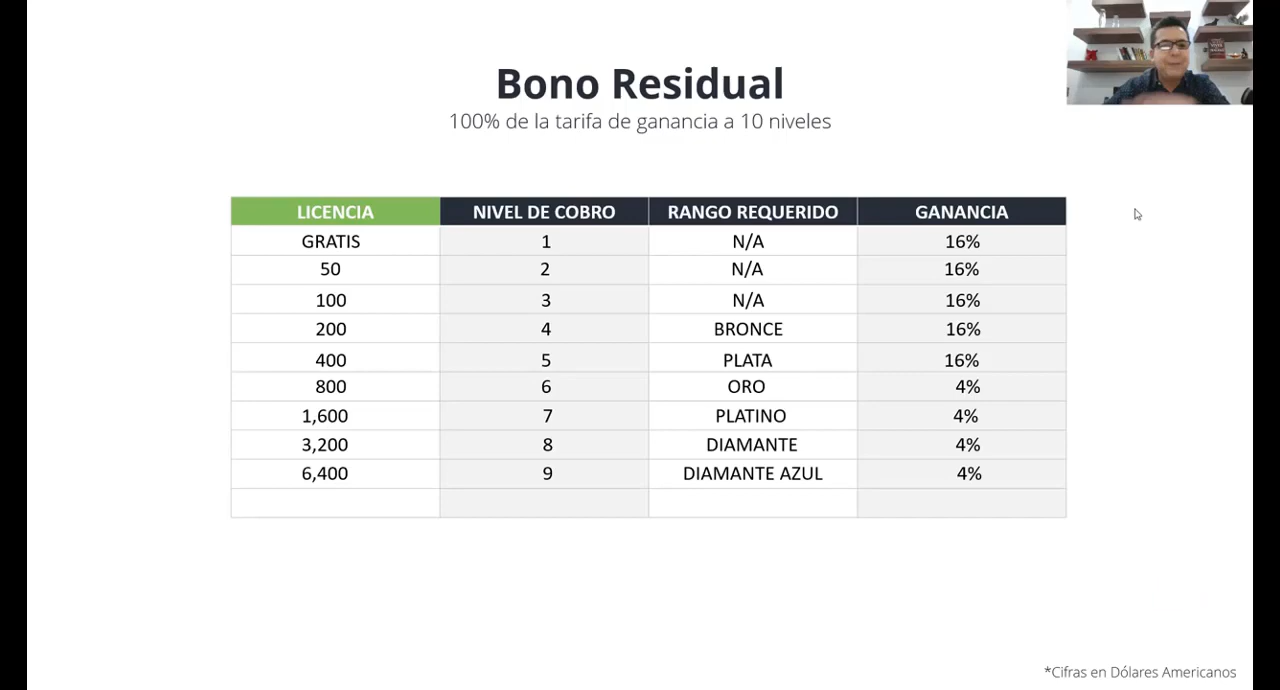 Bono Residual
100% de la tarifa de ganancia a 10 niveles
LICENCIA NIVEL DE COBRO RANGO REQUERIDO GANANCIA
GRATIS 1 N/A 16%
50 2 N/A 16%
100 3 N/A 16%
200 4 BRONCE 16%
400 5 PLATA 16%
800 6 ORO 4%
1,600 7 PLATINO 4%
3,200 8 DIAMANTE 4%
6,400 9 DIAMANTE AZUL 4%
*Cifras en Dólares Americanos